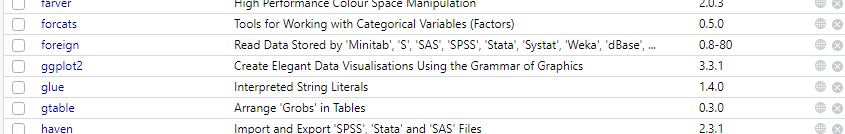 farver High Performance Colour Space Manipulation 2.0.3
forcats Tools for Working with Categorical Variables (Factors) 0.5.0
foreign Read Data Stored by 'Minitab', 'S', 'SAS', 'SPSS', 'Stata', 'Systat', 'Weka', 'dBase', ... 0.8-80
ggplot2 Create Elegant Data Visualisations Using the Grammar of Graphics 3.3.1
glue Interpreted String Literals 1.4.0
gtable Arrange 'Grobs' in Tables 0.3.0
haven Import and Export 'SPSS', 'Stata' and 'SAS' Files 2.3.1